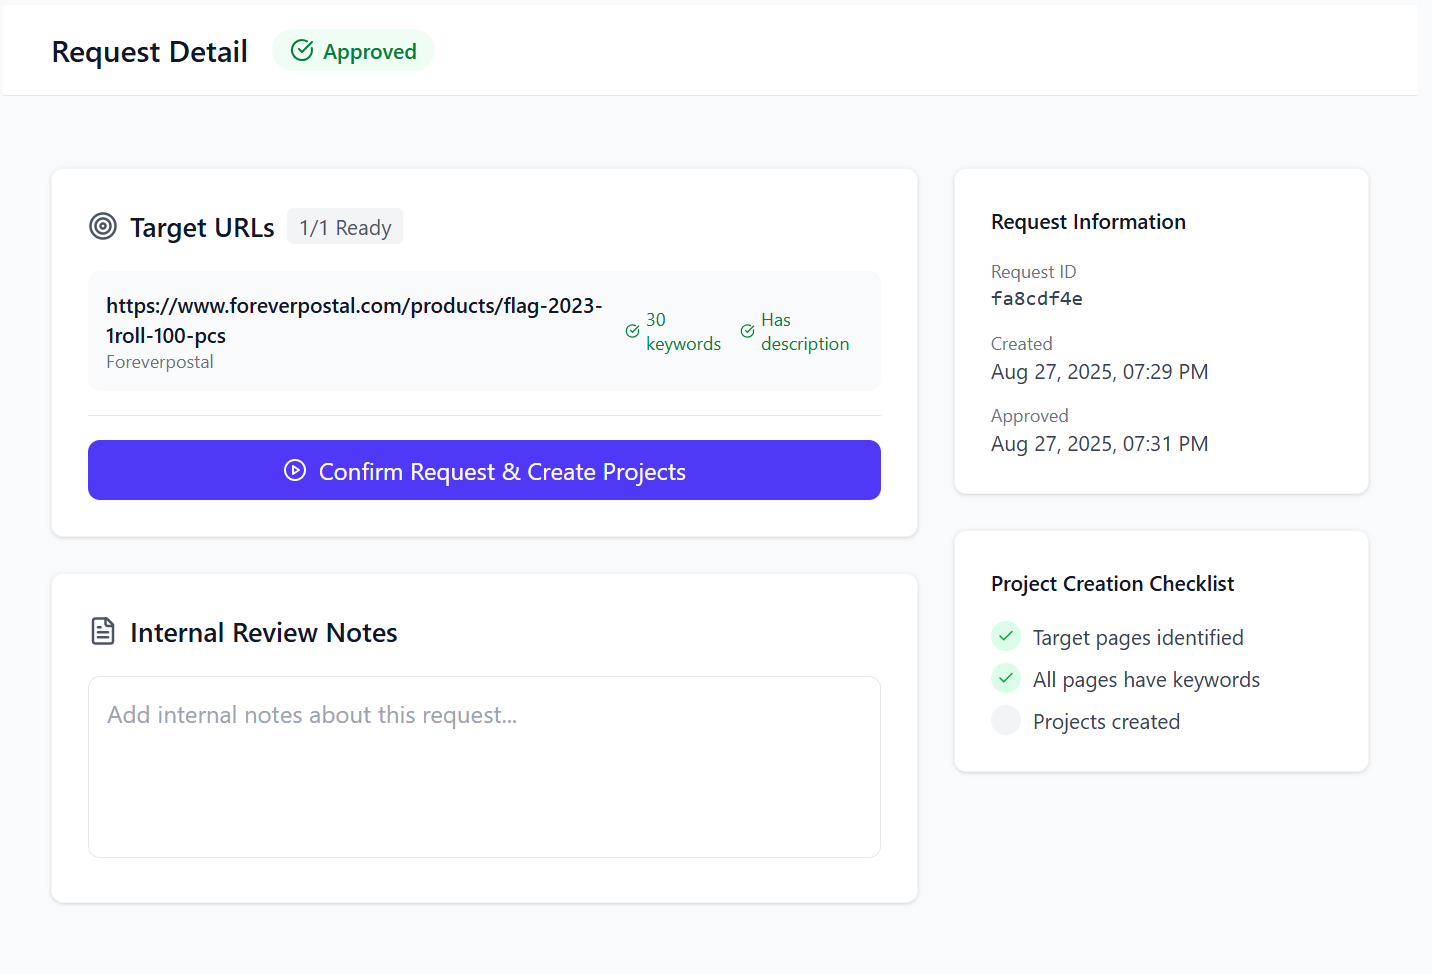 Request Detail
Approved
Target URLs
1/1 Ready
https://www.foreverpostal.com/products/flag-2023-
1roll-100-pcs
Foreverpostal
30
keywords
Has
description
Confirm Request & Create Projects
Internal Review Notes
Add internal notes about this request...
Request Information
Request ID
fa8cdf4e
Created
Aug 27, 2025, 07:29 PM
Approved
Aug 27, 2025, 07:31 PM
Project Creation Checklist
Target pages identified
All pages have keywords
Projects created